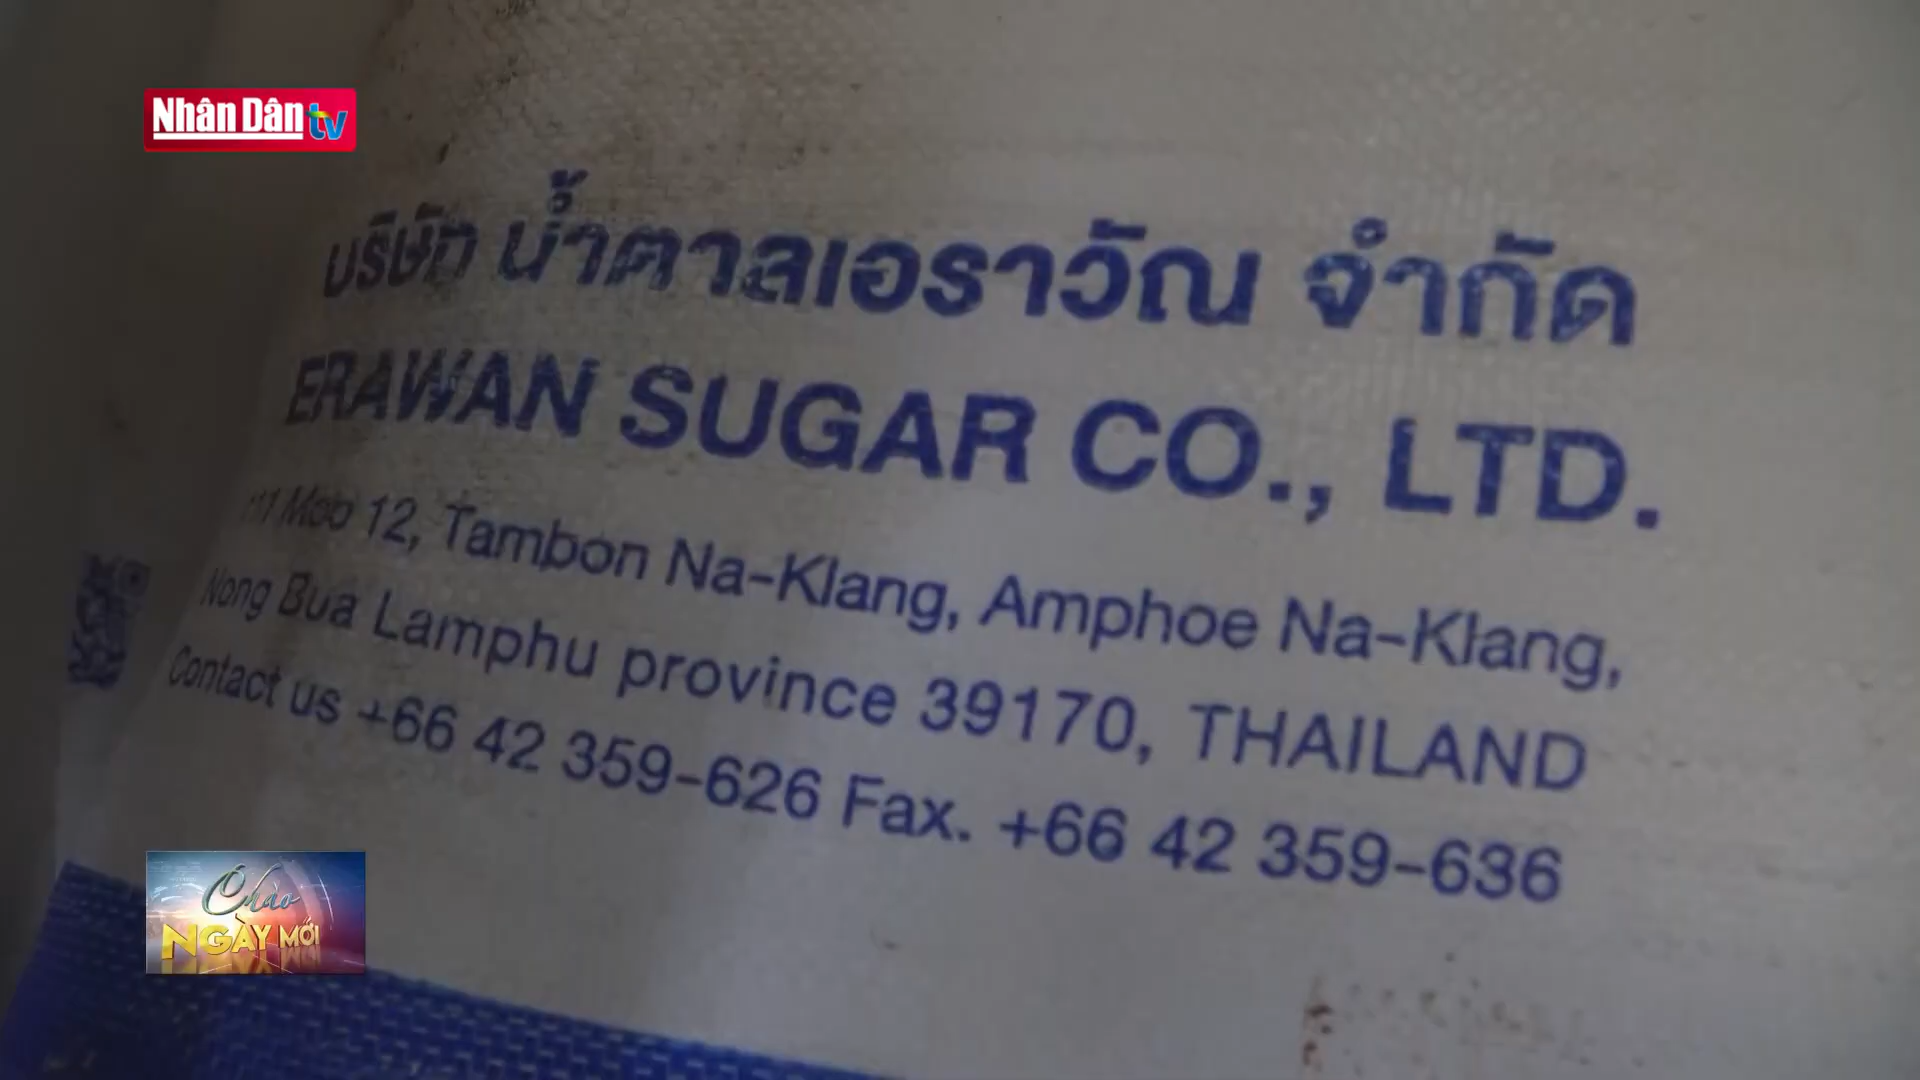 Nhân Dân tv
บริษัท น้ำตาลเอราวัณ จำกัด
ERAWAN SUGAR CO., LTD.
111 Moo 12, Tambon Na-Klang, Amphoe Na-Klang,
Nong Bua Lamphu province 39170, THAILAND
Contact us +66 42 359-626 Fax. +66 42 359-636
Chào
NGÀY MỚI